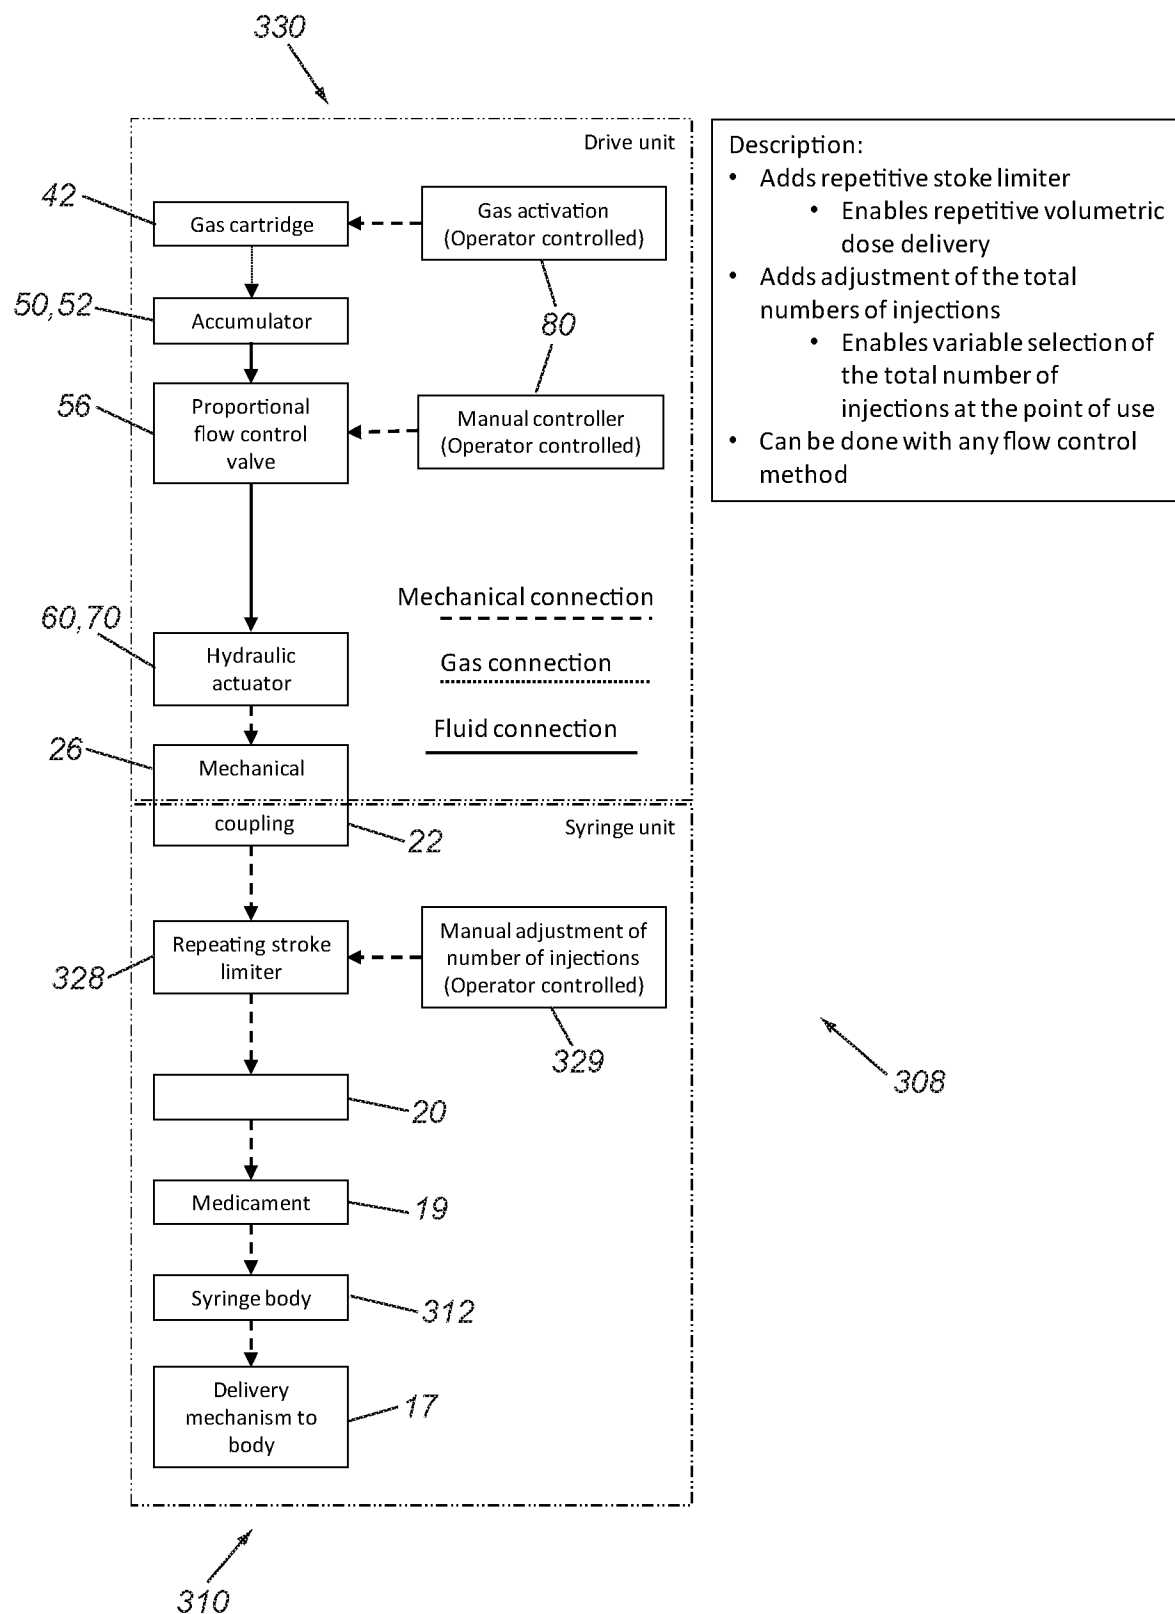 330
Drive unit
42
Gas cartridge
Gas activation
(Operator controlled)
50,52
Accumulator
80
56
Proportional
flow control
valve
Manual controller
(Operator controlled)
Mechanical connection
Gas connection
Fluid connection
60,70
Hydraulic
actuator
26
Mechanical
coupling
22
Syringe unit
328
Repeating stroke
limiter
Manual adjustment of
number of injections
(Operator controlled)
329
20
Medicament
19
Syringe body
312
Delivery
mechanism to
body
17
310
308
Description:
• Adds repetitive stoke limiter
• Enables repetitive volumetric
dose delivery
• Adds adjustment of the total
numbers of injections
• Enables variable selection of
the total number of
injections at the point of use
• Can be done with any flow control
method